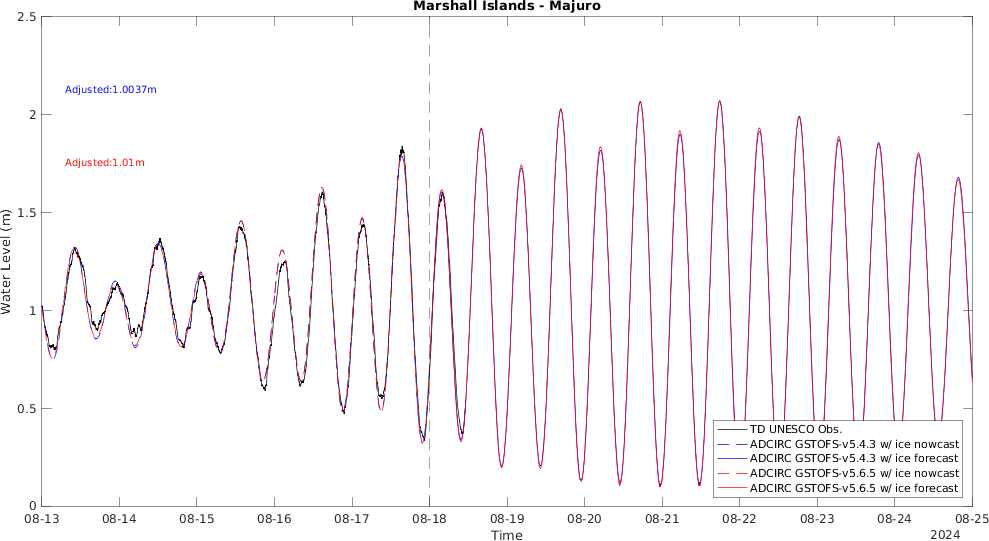 Marshall Islands - Majuro
2.5
2
1.5
1
0.5
0
Water Level (m)
Adjusted:1.0037m
Adjusted:1.01m
TD UNESCO Obs.
ADCIRC GSTOFS-v5.4.3 w/ ice nowcast
ADCIRC GSTOFS-v5.4.3 w/ ice forecast
ADCIRC GSTOFS-v5.6.5 w/ ice nowcast
ADCIRC GSTOFS-v5.6.5 w/ ice forecast
08-13 08-14 08-15 08-16 08-17 08-18 08-19 08-20 08-21 08-22 08-23 08-24 08-25
Time
2024